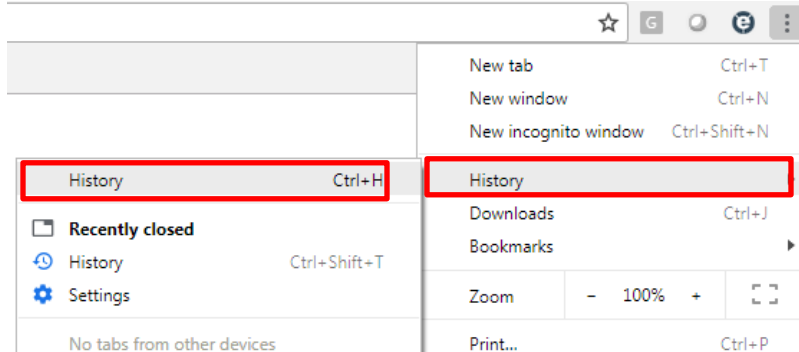 G e
New tab Ctrl+T
New window Ctrl+N
New incognito window Ctrl+Shift+N
History
Downloads Ctrl+J
Bookmarks
Zoom - 100% +
Print... Ctrl+P
History Ctrl+H
Recently closed
History Ctrl+Shift+T
Settings
No tabs from other devices